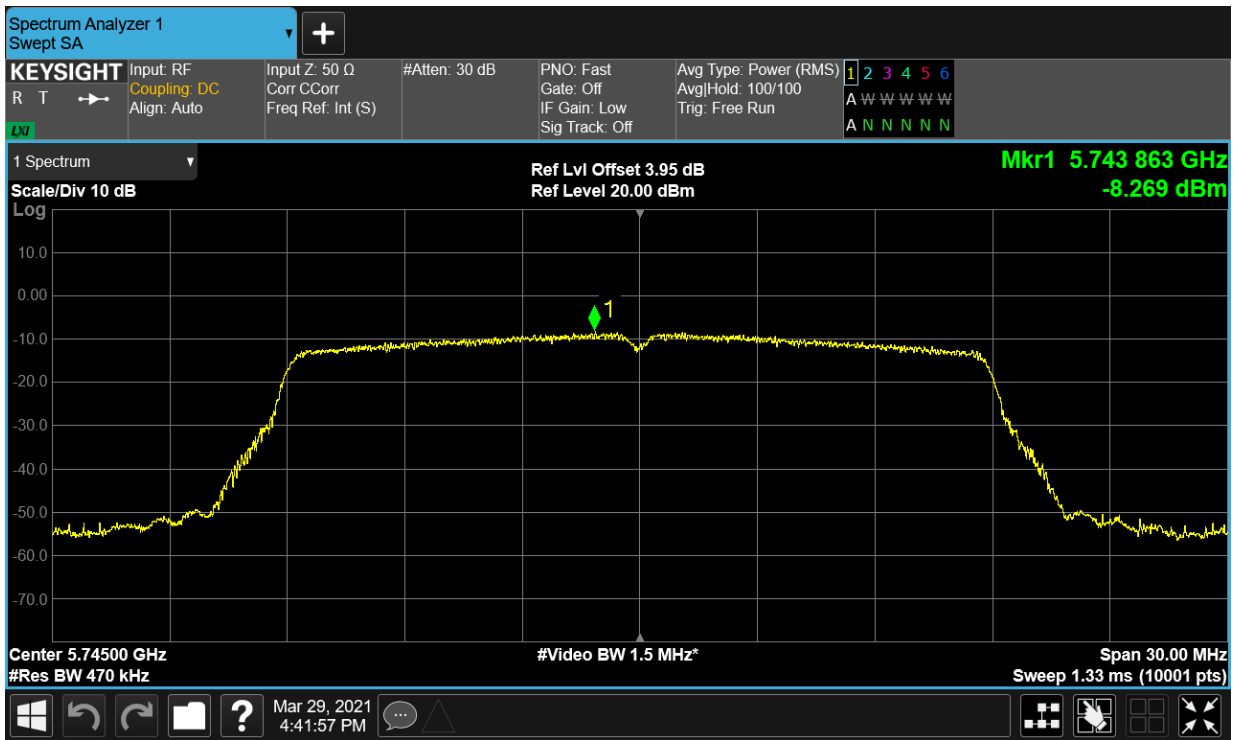 Spectrum Analyzer 1
Swept SA
KEYSIGHT
R T
LXI
Input: RF
Coupling: DC
Align: Auto
Input Z: 50 Ω
Corr CCorr
Freq Ref: Int (S)
#Atten: 30 dB
PNO: Fast
Gate: Off
IF Gain: Low
Sig Track: Off
Avg Type: Power (RMS)
Avg|Hold: 100/100
Trig: Free Run
1 2 3 4 5 6
A W W W W W
A N N N N N
1 Spectrum
Scale/Div 10 dB
Log
Ref Lvl Offset 3.95 dB
Ref Level 20.00 dBm
Mkr1 5.743 863 GHz
-8.269 dBm
10.0
0.00
-10.0
-20.0
-30.0
-40.0
-50.0
-60.0
-70.0
1
Center 5.74500 GHz
#Res BW 470 kHz
#Video BW 1.5 MHz*
Span 30.00 MHz
Sweep 1.33 ms (10001 pts)
?
Mar 29, 2021
4:41:57 PM